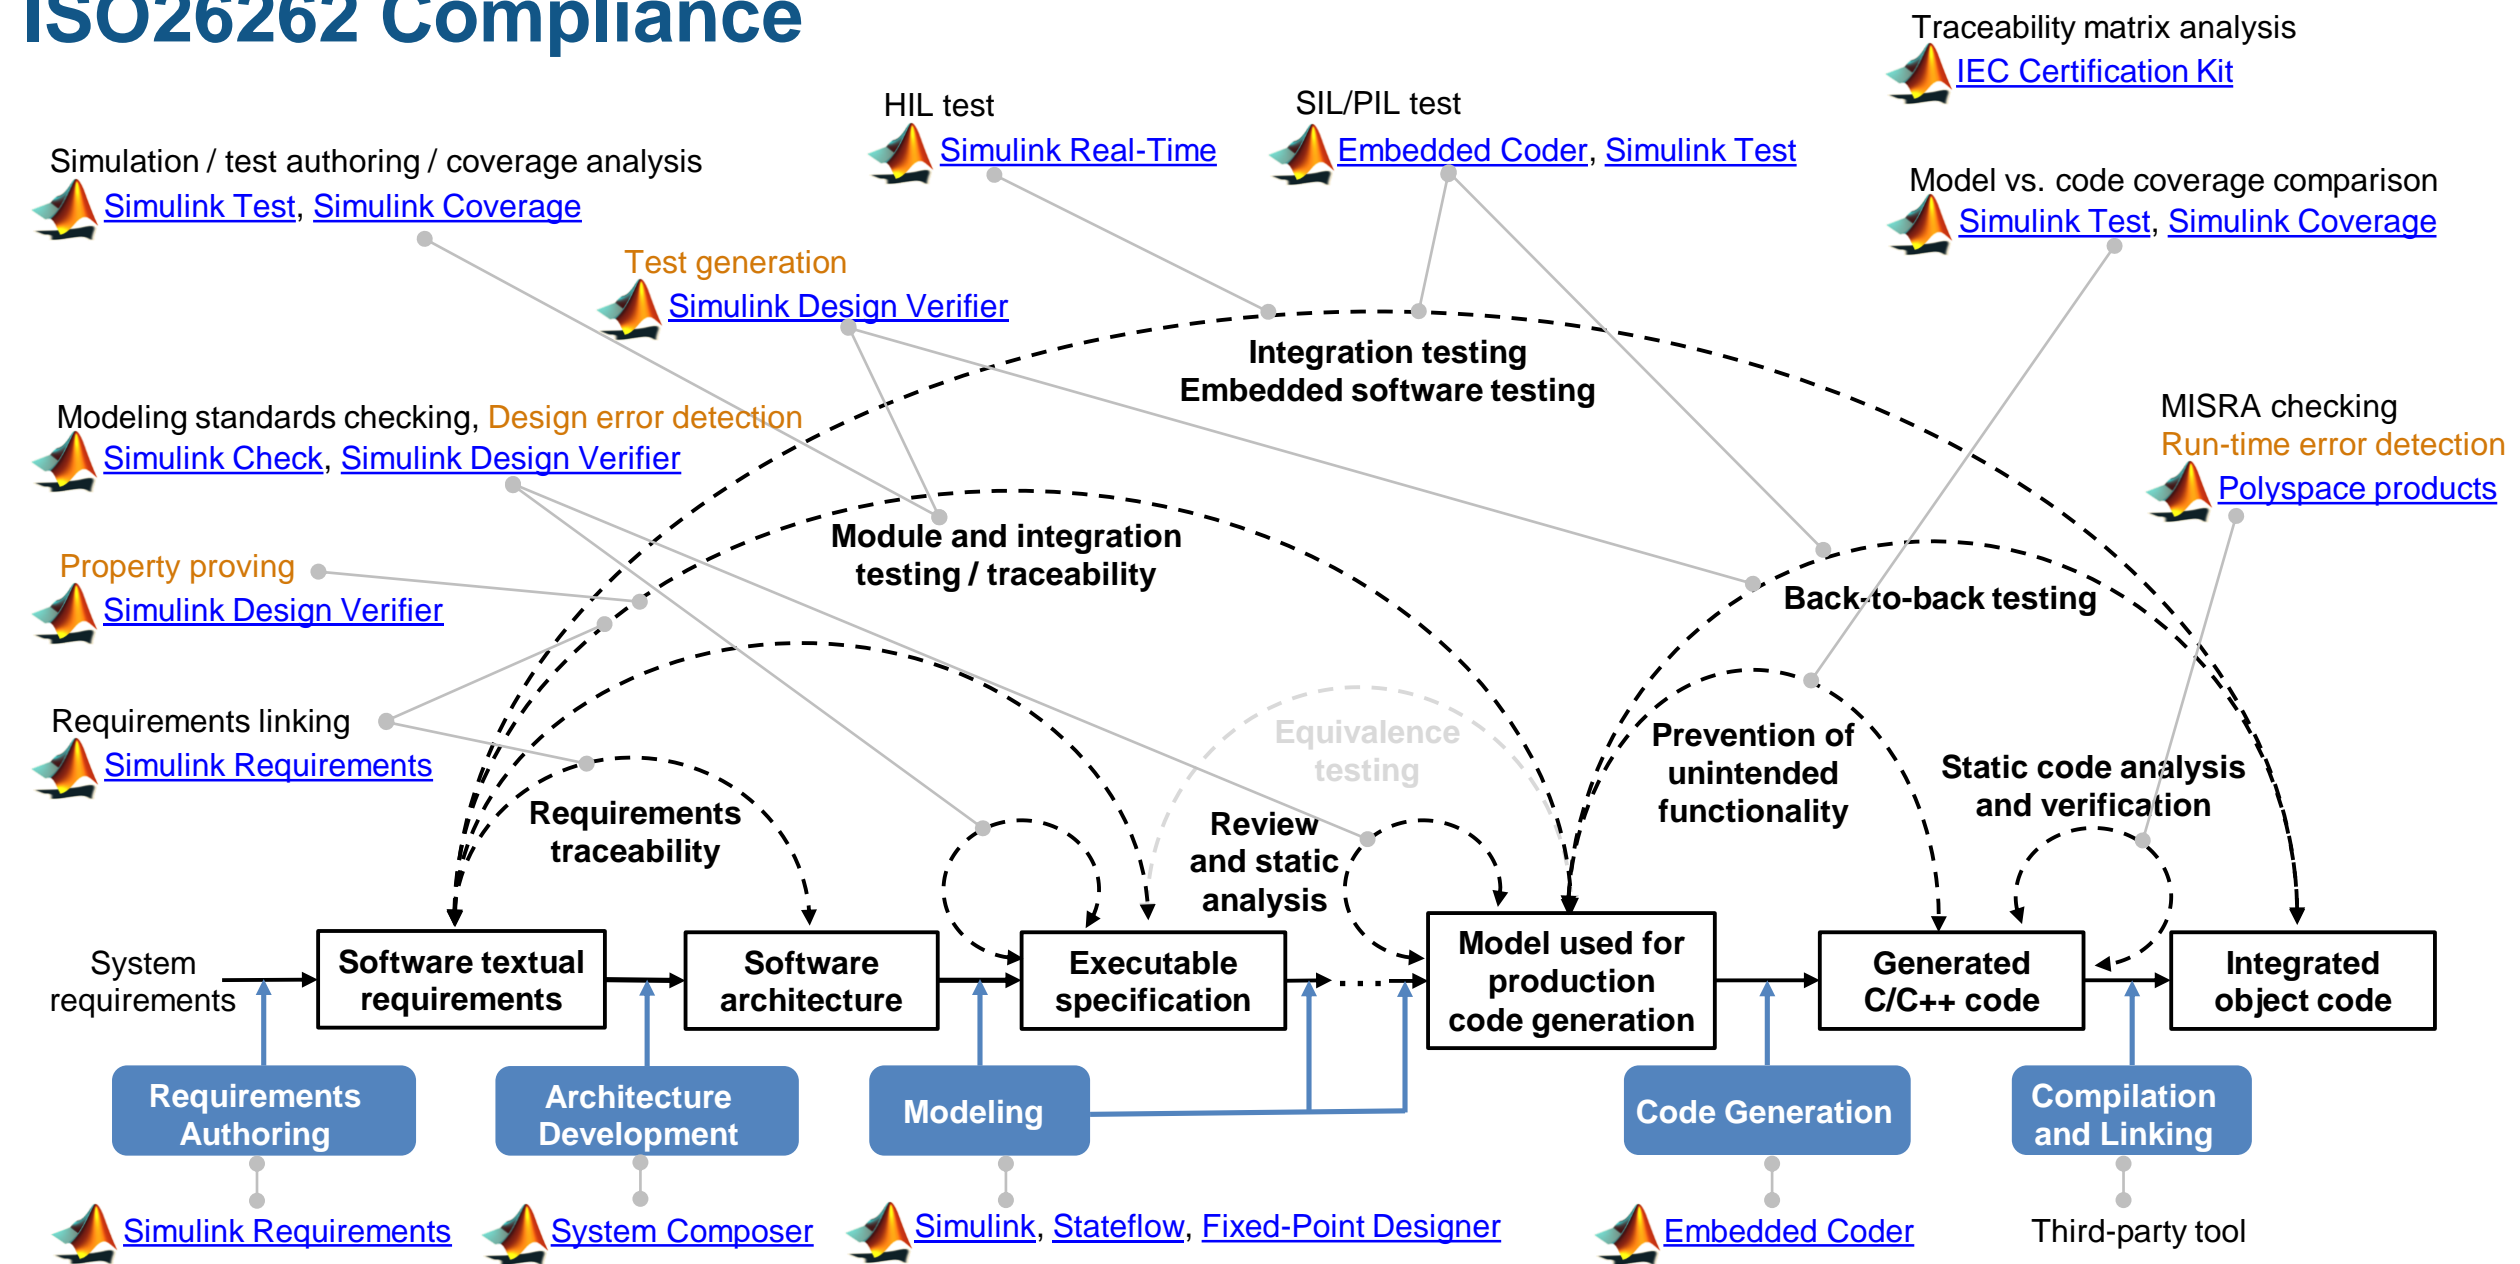 ISO26262 Compliance
Traceability matrix analysis
IEC Certification Kit
HIL test
Simulink Real-Time
SIL/PIL test
Embedded Coder, Simulink Test
Simulation / test authoring / coverage analysis
Simulink Test, Simulink Coverage
Model vs. code coverage comparison
Simulink Test, Simulink Coverage
Test generation
Simulink Design Verifier
Integration testing
Embedded software testing
Modeling standards checking, Design error detection
Simulink Check, Simulink Design Verifier
MISRA checking
Run-time error detection
Polyspace products
Module and integration
testing / traceability
Property proving
Simulink Design Verifier
Back-to-back testing
Requirements linking
Simulink Requirements
Equivalence
testing
Prevention of
unintended
functionality
Static code analysis
and verification
Requirements
traceability
Review
and static
analysis
System
requirements
Software textual
requirements
Software
architecture
Executable
specification
. . .
Model used for
production
code generation
Generated
C/C++ code
Integrated
object code
Requirements
Authoring
Architecture
Development
Modeling
Code Generation
Compilation
and Linking
Simulink Requirements
System Composer
Simulink, Stateflow, Fixed-Point Designer
Embedded Coder
Third-party tool